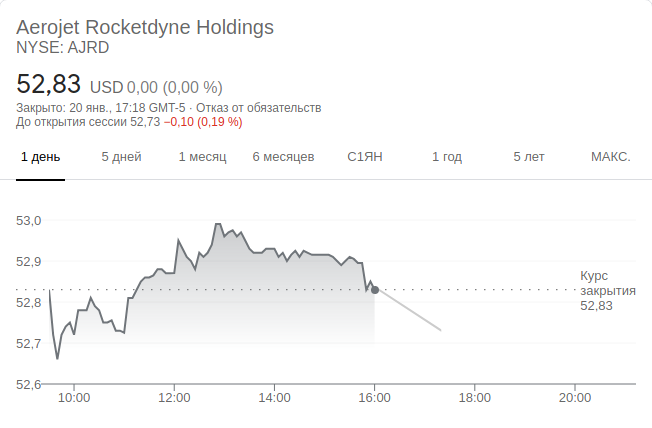 Aerojet Rocketdyne Holdings
NYSE: AJRD
52,83 USD 0,00 (0,00 %)
Закрыто: 20 янв., 17:18 GMT-5 · Отказ от обязательств
До открытия сессии 52,73 −0,10 (0,19 %)
1 день 5 дней 1 месяц 6 месяцев С1ЯН 1 год 5 лет МАКС.
53,0
52,9
52,8
52,7
52,6
Курс
закрытия
52,83
10:00 12:00 14:00 16:00 18:00 20:00